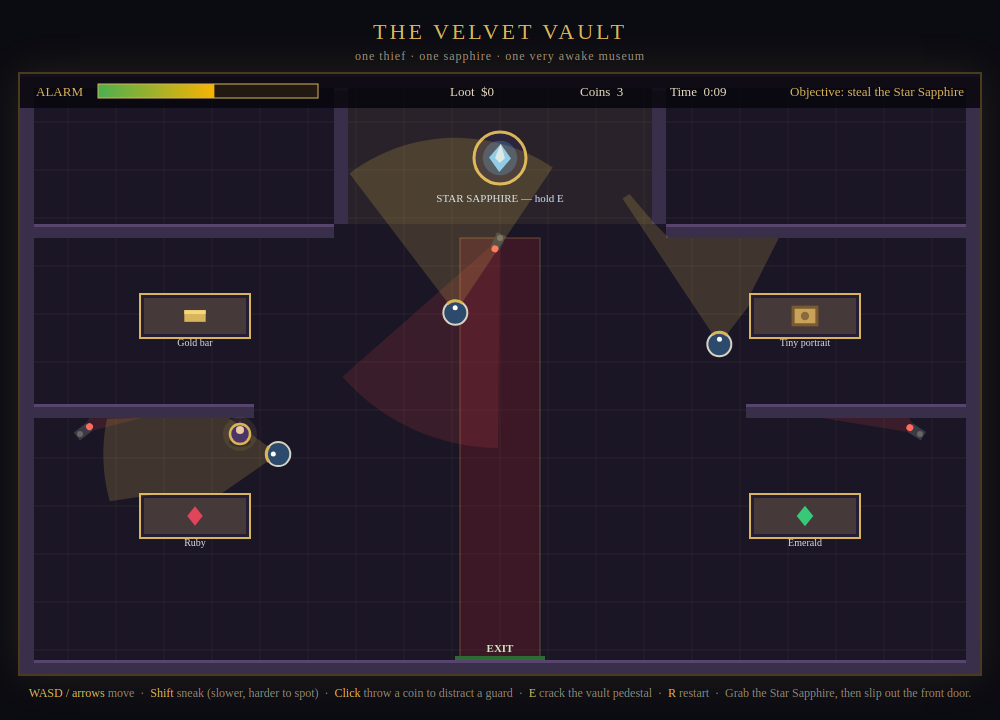 THE VELVET VAULT
one thief · one sapphire · one very awake museum
ALARM Loot $0 Coins 3 Time 0:09 Objective: steal the Star Sapphire
STAR SAPPHIRE — hold E
Gold bar
Tiny portrait
Ruby
Emerald
EXIT
WASD / arrows move · Shift sneak (slower, harder to spot) · Click throw a coin to distract a guard · E crack the vault pedestal · R restart · Grab the Star Sapphire, then slip out the front door.